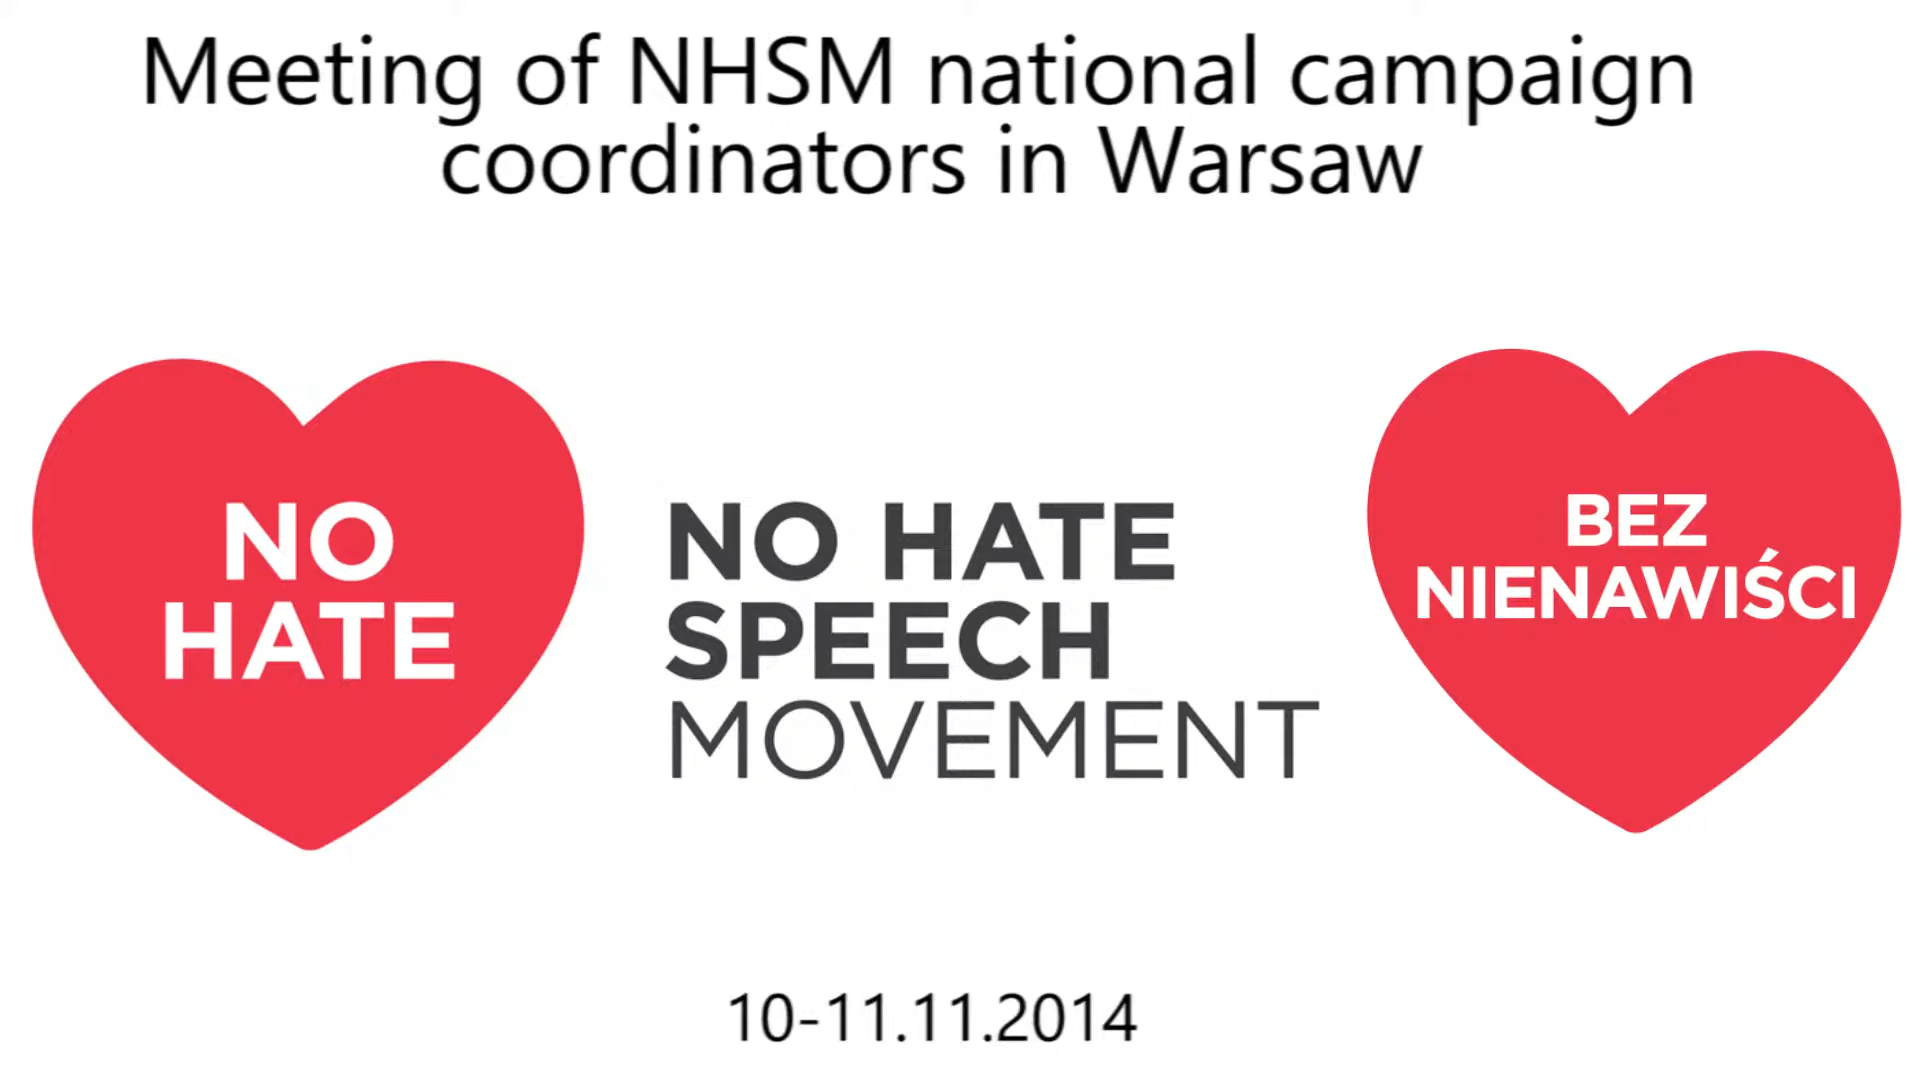 Meeting of NHSM national campaign
coordinators in Warsaw
NO
HATE
NO HATE
SPEECH
MOVEMENT
BEZ
NIENAWIŚCI
10-11.11.2014